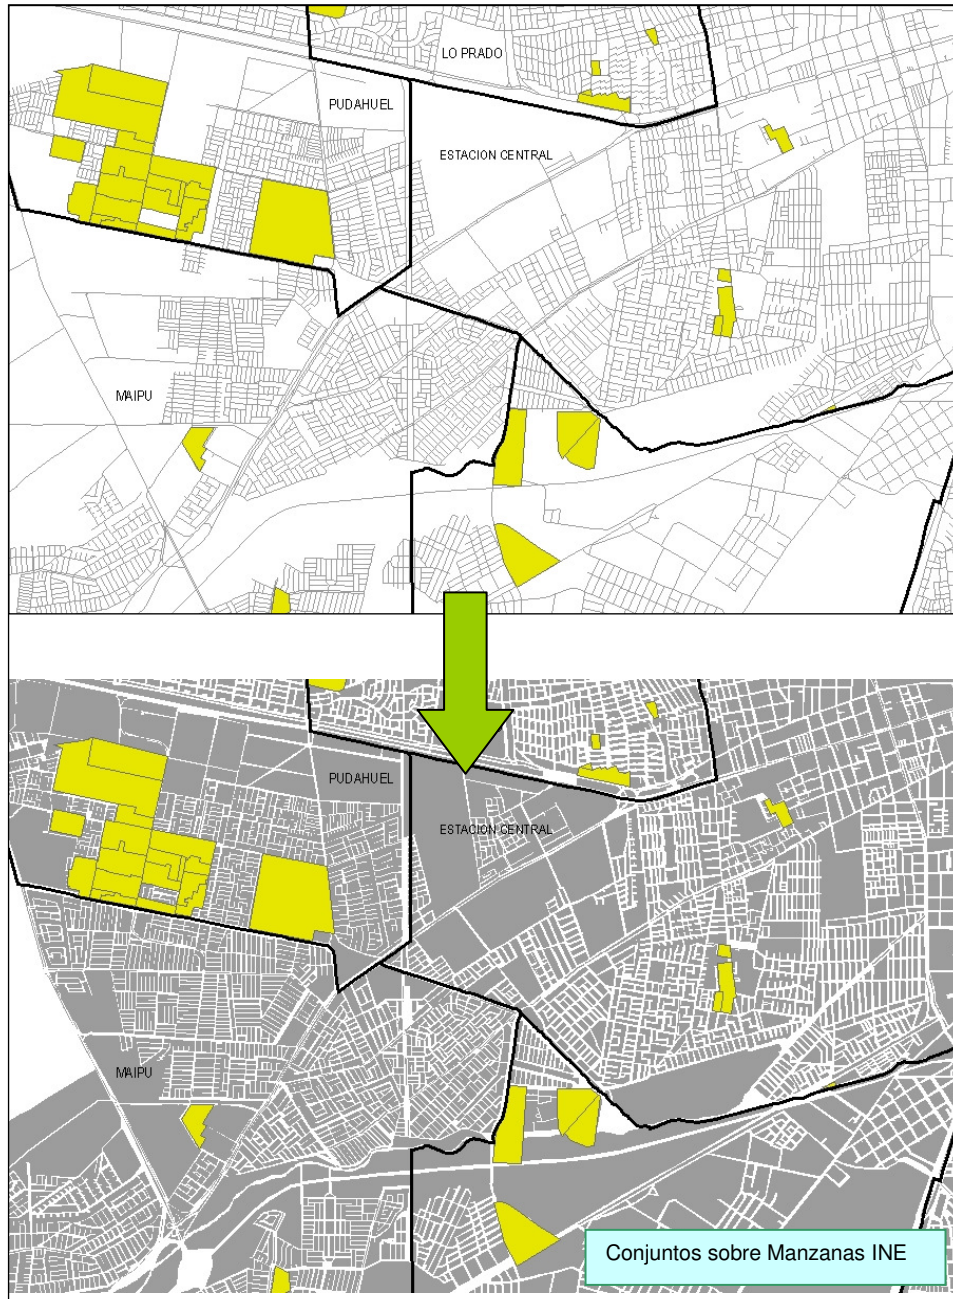 LO PRADO
PUDAHUEL
ESTACION CENTRAL
MAIPU
PUDAHUEL
ESTACION CENTRAL
MAIPU
Conjuntos sobre Manzanas INE